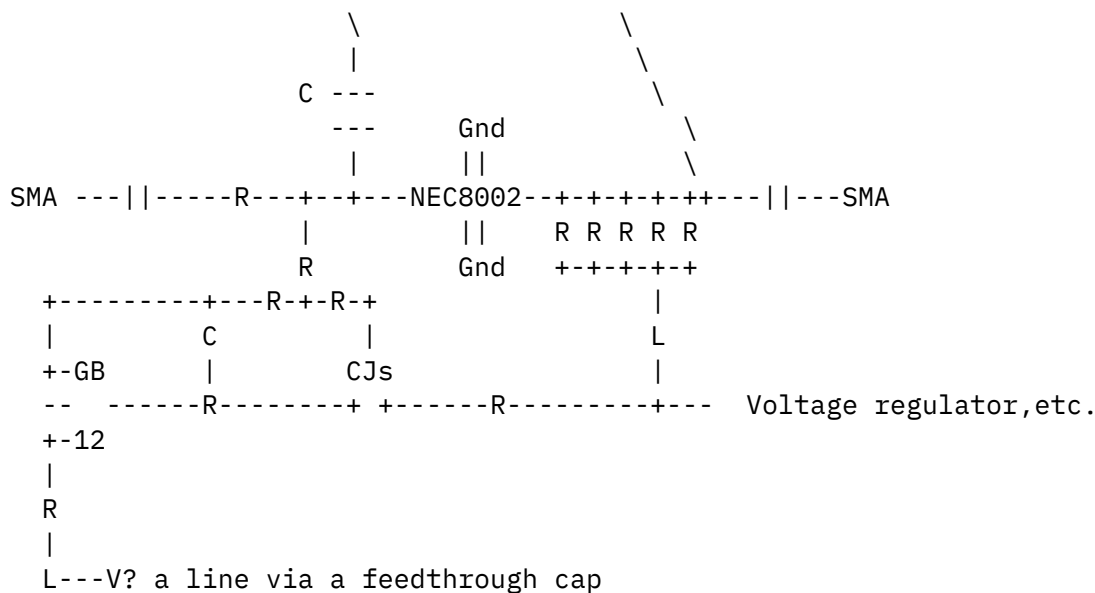 \                \
                     |                 \
                  C ---                 \
                    ---     Gnd           \
                     |      ||            \
SMA ---||-----R---+--+---NEC8002--+-+-+-+-++---||---SMA
                  |         ||    R R R R R
                  R        Gnd    +-+-+-+-+
  +---------+---R-+-R-+                 |
  |         C         |                 L
  +-GB      |        CJs                |
  --  ------R--------+ +------R---------+---  Voltage regulator,etc.
  +-12
  |
  R
  |
  L---V? a line via a feedthrough cap